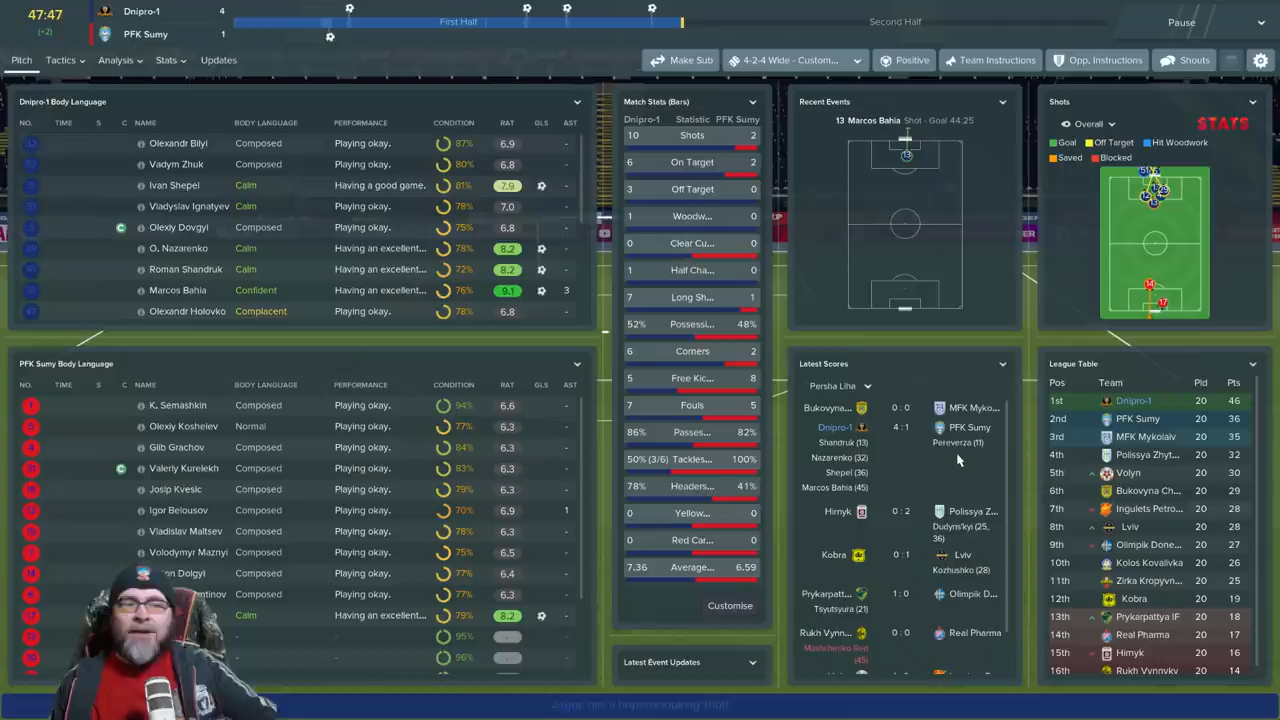 47:47
(+2)
Dnipro-1 4
PFK Sumy 1
First Half
Second Half
Pause
Pitch Tactics Analysis Stats Updates
Make Sub 4-2-4 Wide - Custom... Positive Team Instructions Opp. Instructions Shouts
Dnipro-1 Body Language
NO. TIME S C NAME BODY LANGUAGE PERFORMANCE CONDITION RAT GLS AST
Olexandr Bilyi Composed Playing okay. 87% 6.9 -
Vadym Zhuk Composed Playing okay. 80% 6.8 -
Ivan Shepel Calm Having a good game. 81% 7.9 -
Vladyslav Ignatyev Calm Playing okay. 78% 7.0 -
C Olexiy Dovgyi Composed Playing okay. 75% 6.8 -
O. Nazarenko Calm Having an excellent... 78% 8.2 -
Roman Shandruk Calm Having an excellent... 72% 8.2 -
Marcos Bahia Confident Having an excellent... 76% 9.1 3
Olexandr Holovko Complacent Playing okay. 78% 6.8 -
PFK Sumy Body Language
NO. TIME S C NAME BODY LANGUAGE PERFORMANCE CONDITION RAT GLS AST
K. Semashkin Composed Playing okay. 94% 6.6 -
Olexiy Koshelev Normal Playing okay. 77% 6.3 -
Glib Grachov Composed Playing okay. 84% 6.3 -
C Valeriy Kurelekh Composed Playing okay. 83% 6.3 -
Josip Kvesic Composed Playing okay. 79% 6.3 -
Igor Belousov Composed Playing okay. 70% 6.9 1
Vladislav Maltsev Composed Playing okay. 78% 6.3 -
Volodymyr Maznyi Composed Playing okay. 75% 6.5 -
Dolgyi Composed Playing okay. 77% 6.4 -
Composed Playing okay. 77% 6.3 -
Calm Having an excellent... 79% 8.2 -
- - 95% - -
- - 96% - -
Match Stats (Bars)
Dnipro-1 Statistic PFK Sumy
10 Shots 2
6 On Target 2
3 Off Target 0
1 Woodw... 0
0 Clear Cu... 0
1 Half Cha... 0
7 Long Sh... 1
52% Possessi... 48%
6 Corners 2
5 Free Kic... 8
7 Fouls 5
86% Passes... 82%
50% (3/6) Tackles... 100%
78% Headers... 41%
0 Yellow... 0
0 Red Car... 0
7.36 Average... 6.59
Customise
Latest Event Updates
Recent Events
13 Marcos Bahia Shot - Goal 44:25
13
Shots
Overall
STATS
Goal Off Target Hit Woodwork
Saved Blocked
14
17
Latest Scores
Persha Liha
Bukovyna... 0 : 0 MFK Myko...
Dnipro-1 4 : 1 PFK Sumy
Shandruk (13) Pereverza (11)
Nazarenko (32)
Shepel (36)
Marcos Bahia (45)
Hirnyk 0 : 2 Polissya Z...
Dudyns'kyi (25,
36)
Kobra 0 : 1 Lviv
Kozhushko (28)
Prykarpatt... 1 : 0 Olimpik D...
Tsyutsyura (21)
Rukh Vynn... 0 : 0 Real Pharma
Mashchenko Red
(45)
League Table
Pos Team Pld Pts
1st Dnipro-1 20 46
2nd PFK Sumy 20 36
3rd MFK Mykolaiv 20 35
4th Polissya Zhyt... 20 32
5th Volyn 20 30
6th Bukovyna Ch... 20 29
7th Ingulets Petro... 20 28
8th Lviv 20 28
9th Olimpik Done... 20 27
10th Kolos Kovalivka 20 26
11th Zirka Kropyvn... 20 25
12th Kobra 20 19
13th Prykarpattya IF 20 18
14th Real Pharma 20 17
15th Hirnyk 20 16
16th Rukh Vynnyky 20 14